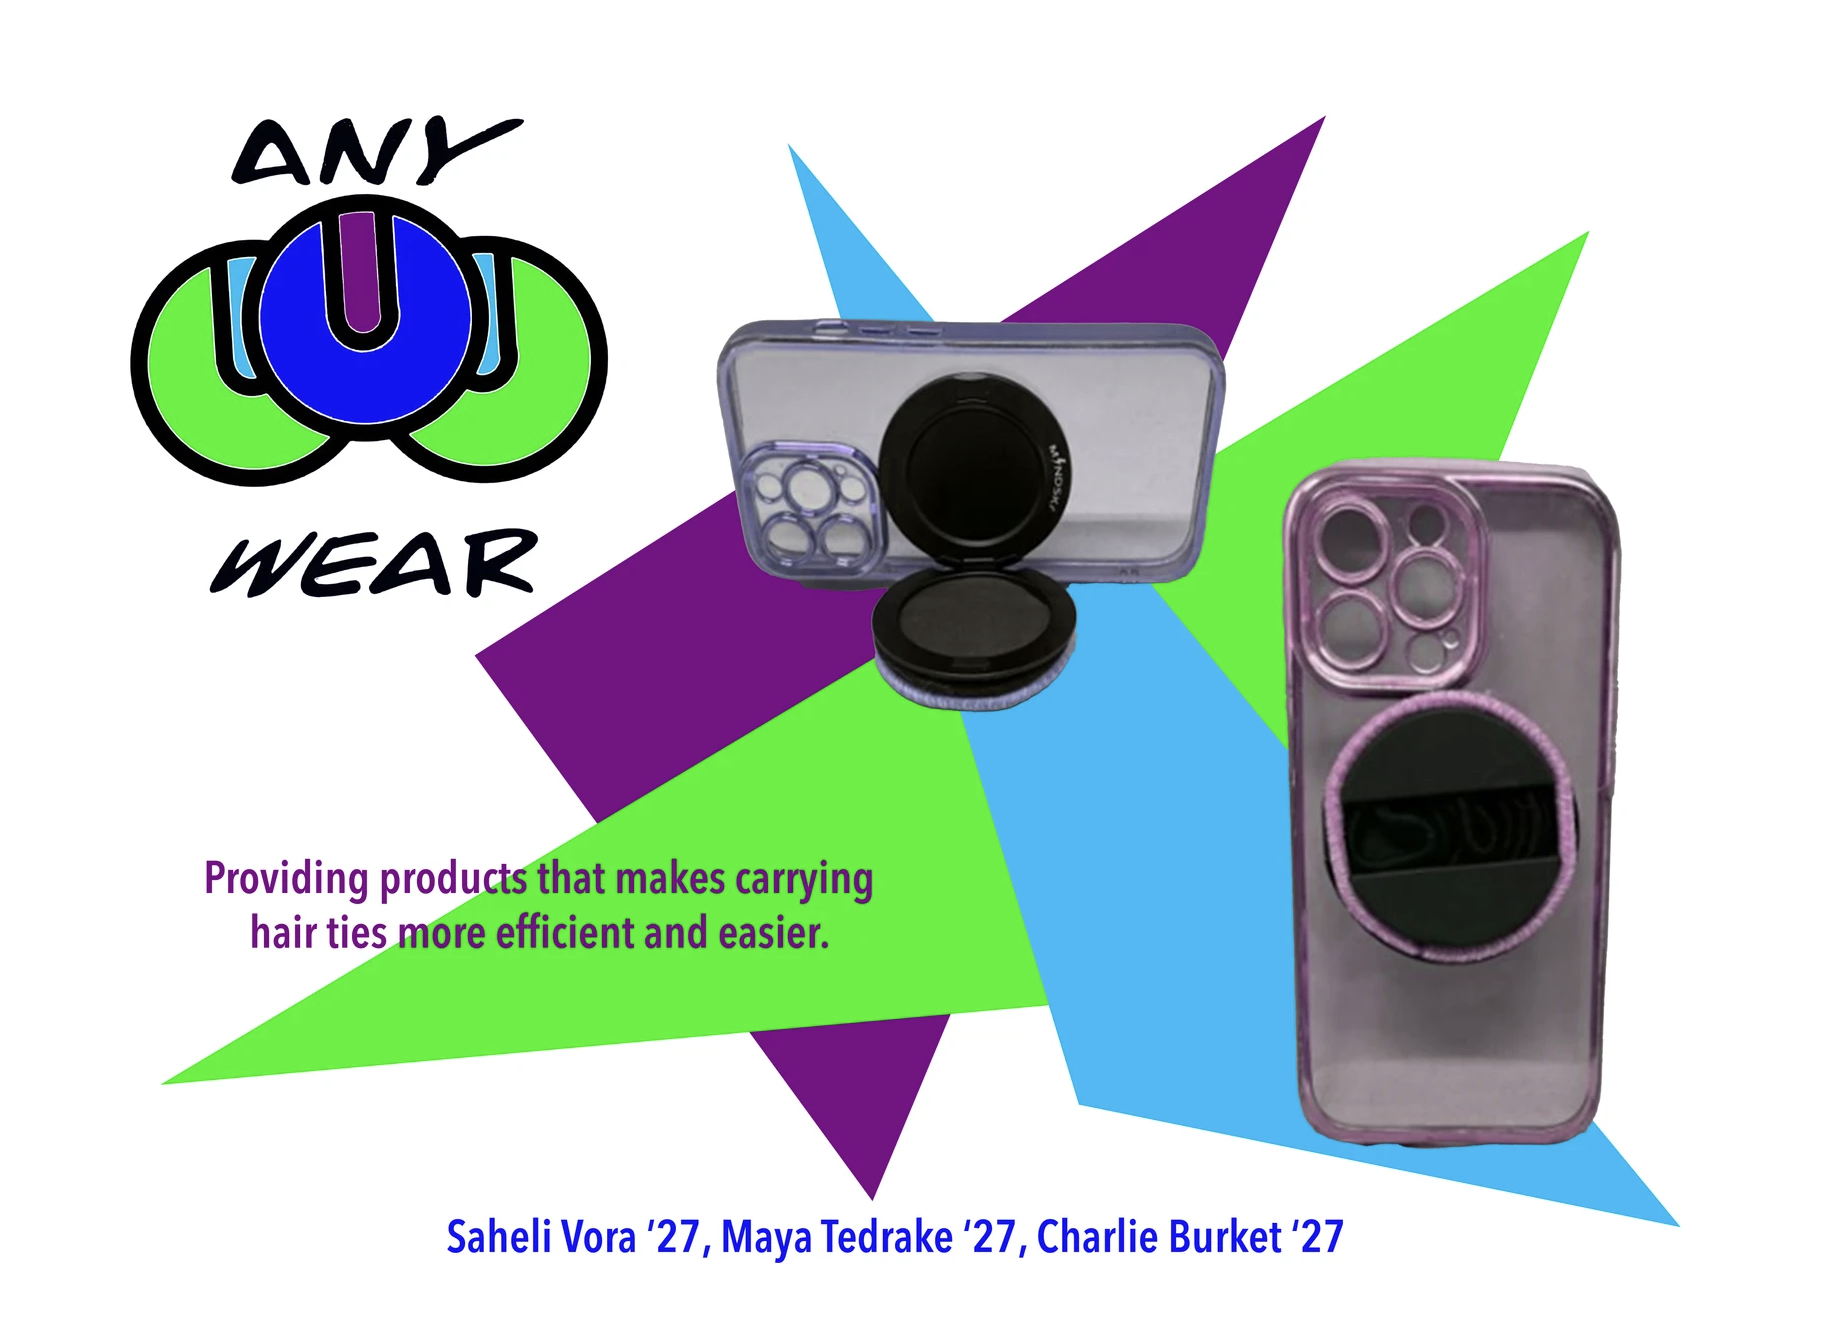 ANY
WEAR
MINDSKY
Providing products that makes carrying
hair ties more efficient and easier.
Saheli Vora ’27, Maya Tedrake ‘27, Charlie Burket ‘27